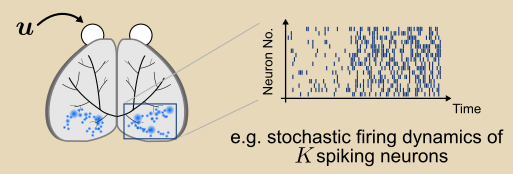 u
Neuron No.
Time
e.g. stochastic firing dynamics of
K spiking neurons